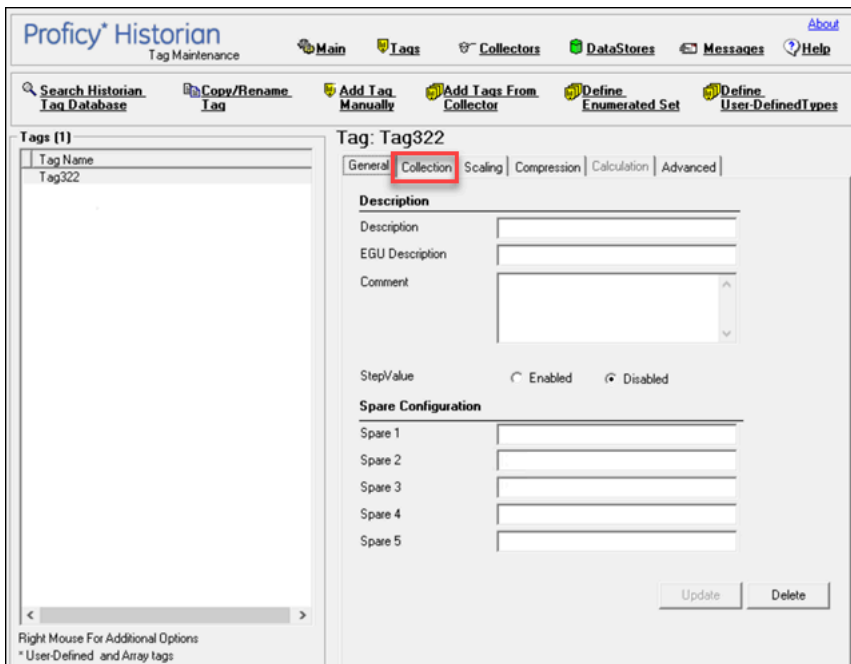 About
Proficy* Historian
Tag Maintenance
Main Tags Collectors DataStores Messages Help
Search Historian Tag Database
Copy/Rename Tag
Add Tag Manually
Add Tags From Collector
Define Enumerated Set
Define User-DefinedTypes
Tags (1)
Tag Name
Tag322
Tag: Tag322
General Collection Scaling Compression Calculation Advanced
Description
Description
EGU Description
Comment
StepValue Enabled Disabled
Spare Configuration
Spare 1
Spare 2
Spare 3
Spare 4
Spare 5
Update Delete
Right Mouse For Additional Options
* User-Defined and Array tags